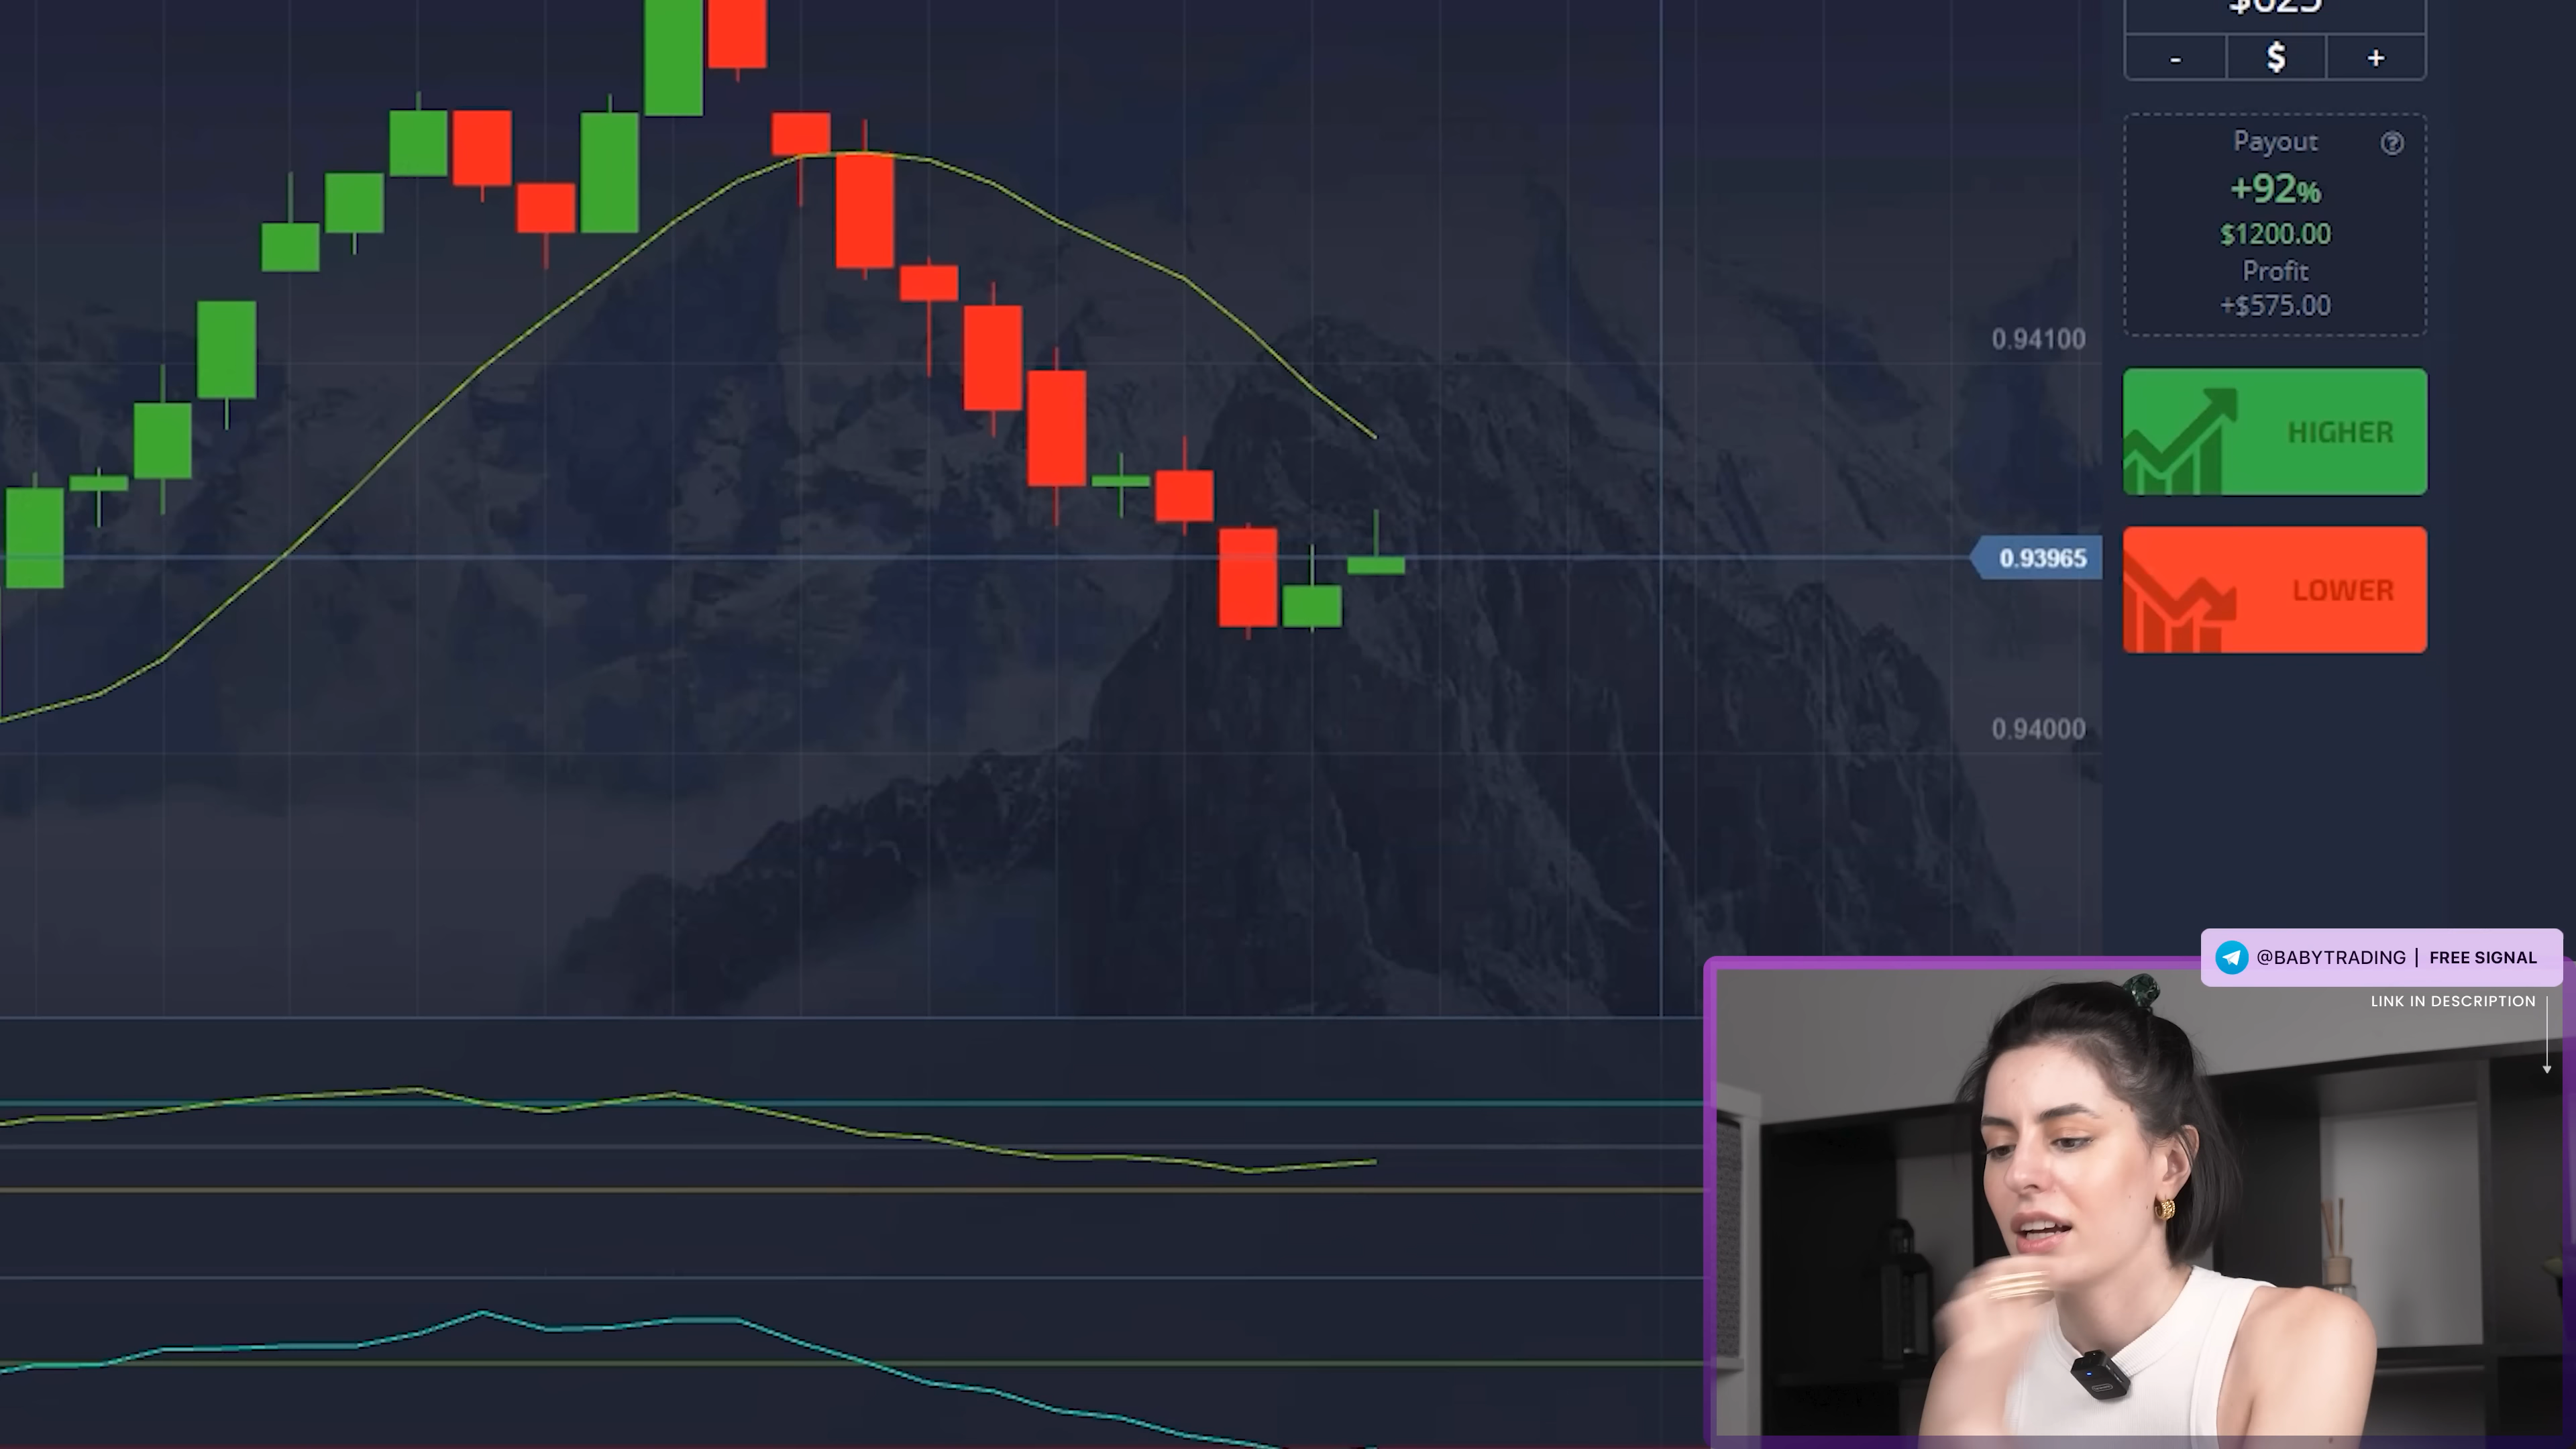 $625
- $ +
Payout ?
+92%
$1200.00
Profit
+$575.00
0.94100
HIGHER
0.93965
LOWER
0.94000
@BABYTRADING | FREE SIGNAL
LINK IN DESCRIPTION